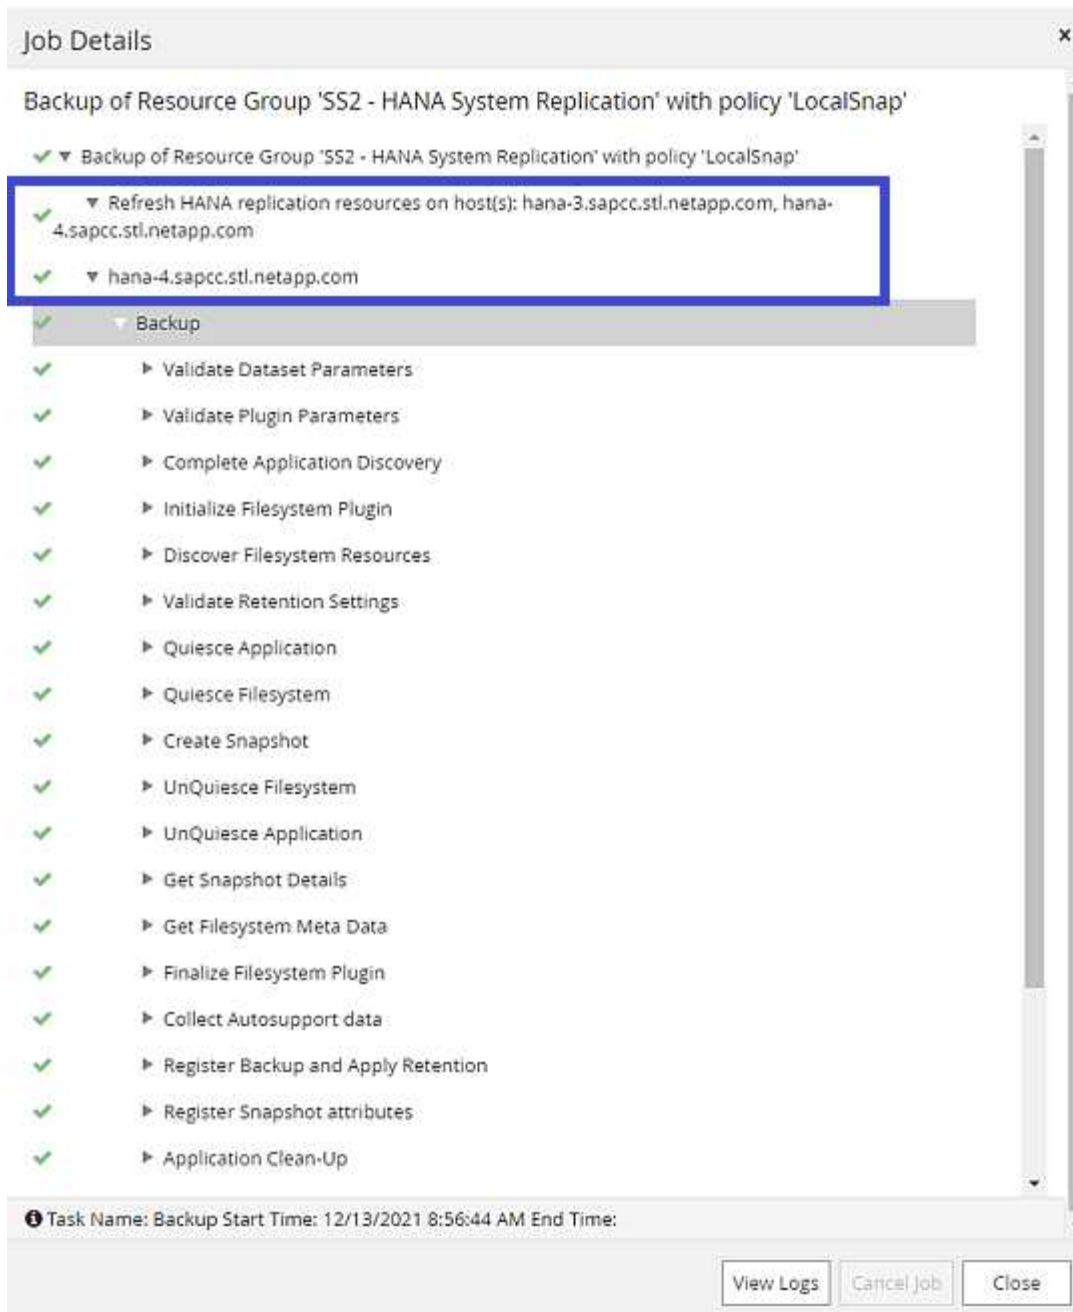 Job Details
x
Backup of Resource Group 'SS2 - HANA System Replication' with policy 'LocalSnap'
Backup of Resource Group 'SS2 - HANA System Replication' with policy 'LocalSnap'
Refresh HANA replication resources on host(s): hana-3.sapcc.stl.netapp.com, hana-
4.sapcc.stl.netapp.com
hana-4.sapcc.stl.netapp.com
Backup
Validate Dataset Parameters
Validate Plugin Parameters
Complete Application Discovery
Initialize Filesystem Plugin
Discover Filesystem Resources
Validate Retention Settings
Quiesce Application
Quiesce Filesystem
Create Snapshot
UnQuiesce Filesystem
UnQuiesce Application
Get Snapshot Details
Get Filesystem Meta Data
Finalize Filesystem Plugin
Collect Autosupport data
Register Backup and Apply Retention
Register Snapshot attributes
Application Clean-Up
Task Name: Backup Start Time: 12/13/2021 8:56:44 AM End Time:
View Logs
Cancel Job
Close